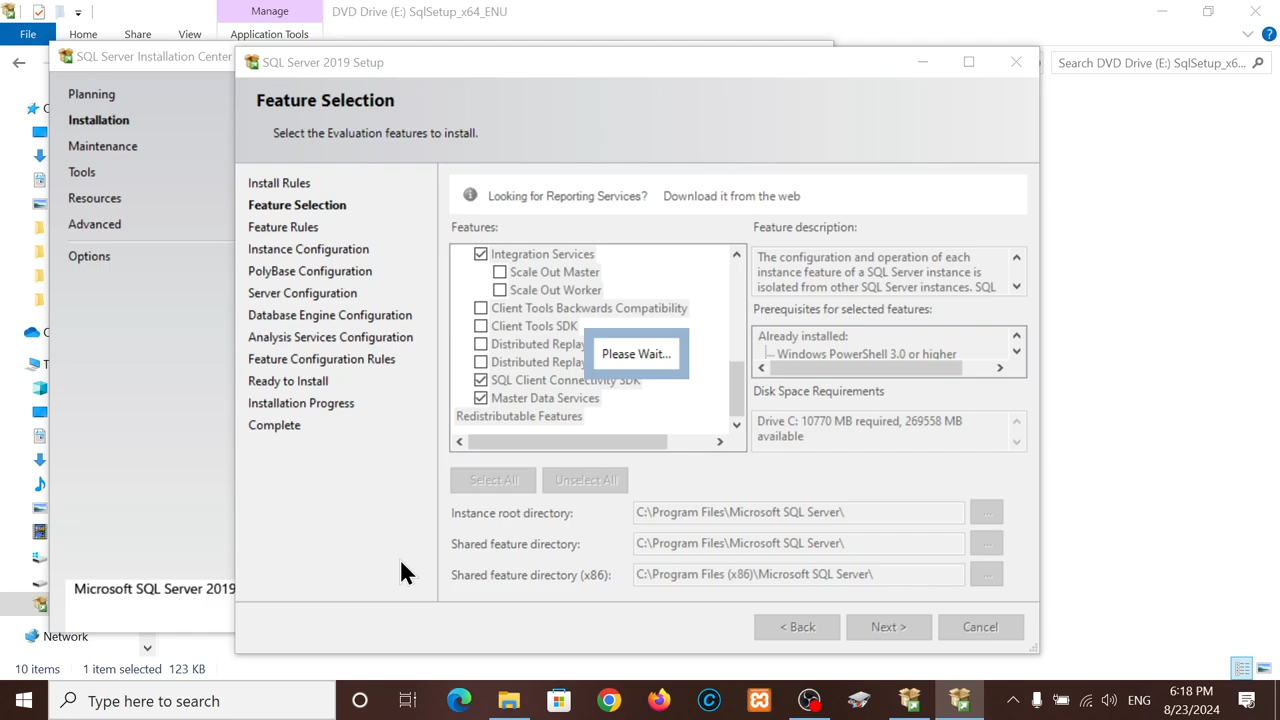 Manage
DVD Drive (E:) SqlSetup_x64_ENU
File
Home
Share
View
Application Tools
Search DVD Drive (E:) SqlSetup_x6...
SQL Server Installation Center
Planning
Installation
Maintenance
Tools
Resources
Advanced
Options
Microsoft SQL Server 2019
SQL Server 2019 Setup
Feature Selection
Select the Evaluation features to install.
Install Rules
Feature Selection
Feature Rules
Instance Configuration
PolyBase Configuration
Server Configuration
Database Engine Configuration
Analysis Services Configuration
Feature Configuration Rules
Ready to Install
Installation Progress
Complete
Looking for Reporting Services? Download it from the web
Features:
Integration Services
Scale Out Master
Scale Out Worker
Client Tools Backwards Compatibility
Client Tools SDK
Distributed Replay
Distributed Replay
SQL Client Connectivity SDK
Master Data Services
Redistributable Features
Please Wait...
Feature description:
The configuration and operation of each
instance feature of a SQL Server instance is
isolated from other SQL Server instances. SQL
Prerequisites for selected features:
Already installed:
Windows PowerShell 3.0 or higher
Disk Space Requirements
Drive C: 10770 MB required, 269558 MB
available
Select All
Unselect All
Instance root directory:
C:\Program Files\Microsoft SQL Server\
...
Shared feature directory:
C:\Program Files\Microsoft SQL Server\
...
Shared feature directory (x86):
C:\Program Files (x86)\Microsoft SQL Server\
...
< Back
Next >
Cancel
Network
10 items
1 item selected 123 KB
Type here to search
ENG
6:18 PM
8/23/2024